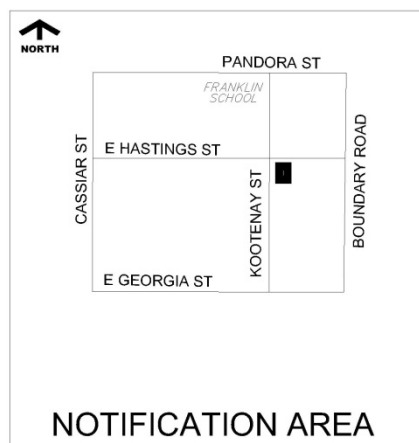 NORTH
PANDORA ST
FRANKLIN
SCHOOL
E HASTINGS ST
CASSIAR ST
KOOTENAY ST
BOUNDARY ROAD
E GEORGIA ST
NOTIFICATION AREA